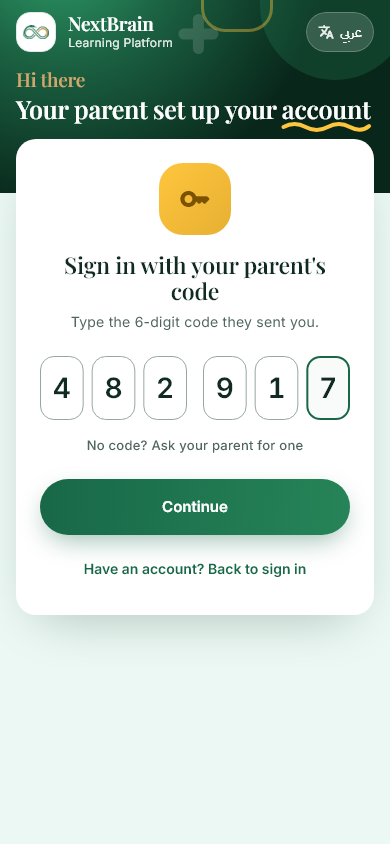 NextBrain
Learning Platform
عربي
Hi there
Your parent set up your account
Sign in with your parent's
code
Type the 6-digit code they sent you.
4 8 2 9 1 7
No code? Ask your parent for one
Continue
Have an account? Back to sign in